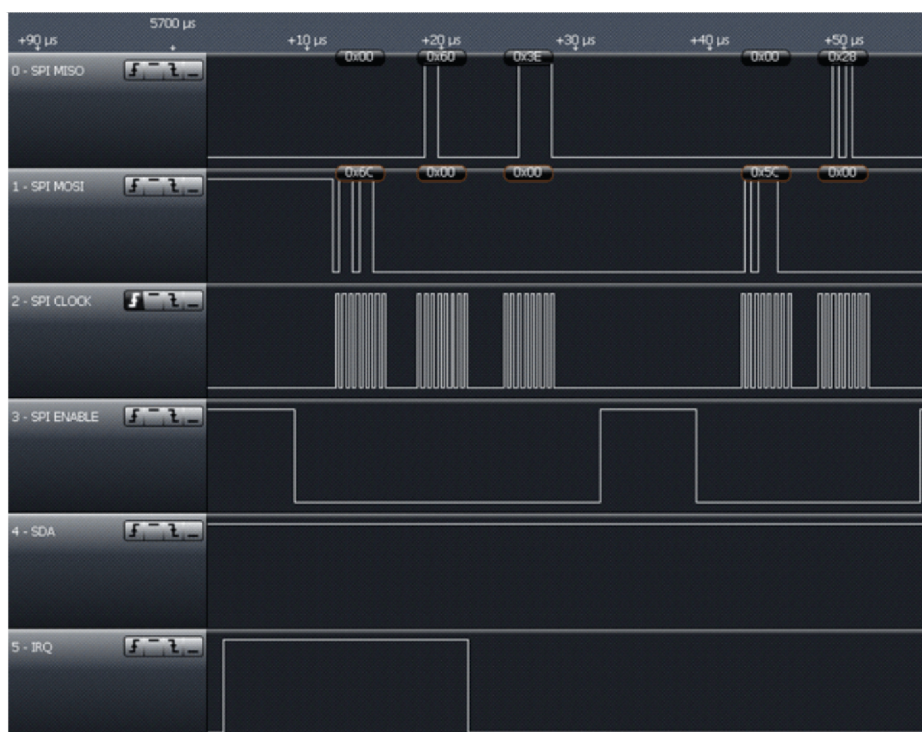 5700 µs
+90 µs +10 µs +20 µs +30 µs +40 µs +50 µs
0x00 0x60 0x3E 0x00 0x28
0 - SPI MISO
0x6C 0x00 0x00 0x5C 0x00
1 - SPI MOSI
2 - SPI CLOCK
3 - SPI ENABLE
4 - SDA
5 - IRQ